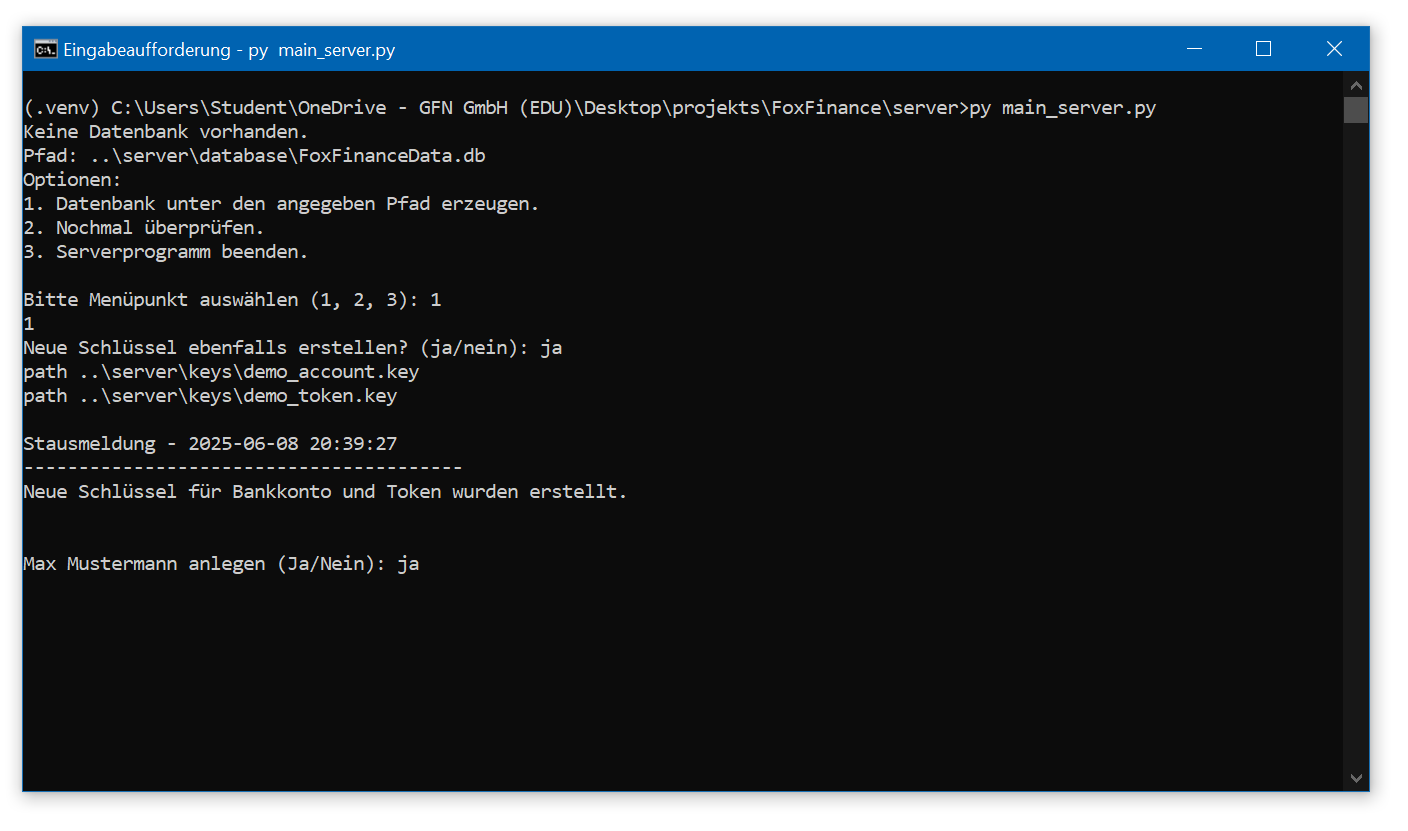 Eingabeaufforderung - py  main_server.py
(.venv) C:\Users\Student\OneDrive - GFN GmbH (EDU)\Desktop\projekts\FoxFinance\server>py main_server.py
Keine Datenbank vorhanden.
Pfad: ..\server\database\FoxFinanceData.db
Optionen:
1. Datenbank unter den angegeben Pfad erzeugen.
2. Nochmal überprüfen.
3. Serverprogramm beenden.
Bitte Menüpunkt auswählen (1, 2, 3): 1
1
Neue Schlüssel ebenfalls erstellen? (ja/nein): ja
path ..\server\keys\demo_account.key
path ..\server\keys\demo_token.key
Stausmeldung - 2025-06-08 20:39:27
----------------------------------------
Neue Schlüssel für Bankkonto und Token wurden erstellt.
Max Mustermann anlegen (Ja/Nein): ja